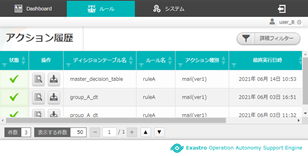 Dashboard ルール システム
user_B
アクション履歴
詳細フィルター
状態 操作 ディシジョンテーブル名 ルール名 アクション種別 最終実行日時
master_decision_table ruleA mail(ver1) 2021年 06月 14日 10:53
group_A_dt ruleA mail(ver1) 2021年 06月 03日 16:51
group_A_dt ruleA mail(ver1) 2021年 06月 03日 11:32
件数 3 表示する件数 50 1
Exastro Operation Autonomy Support Engine